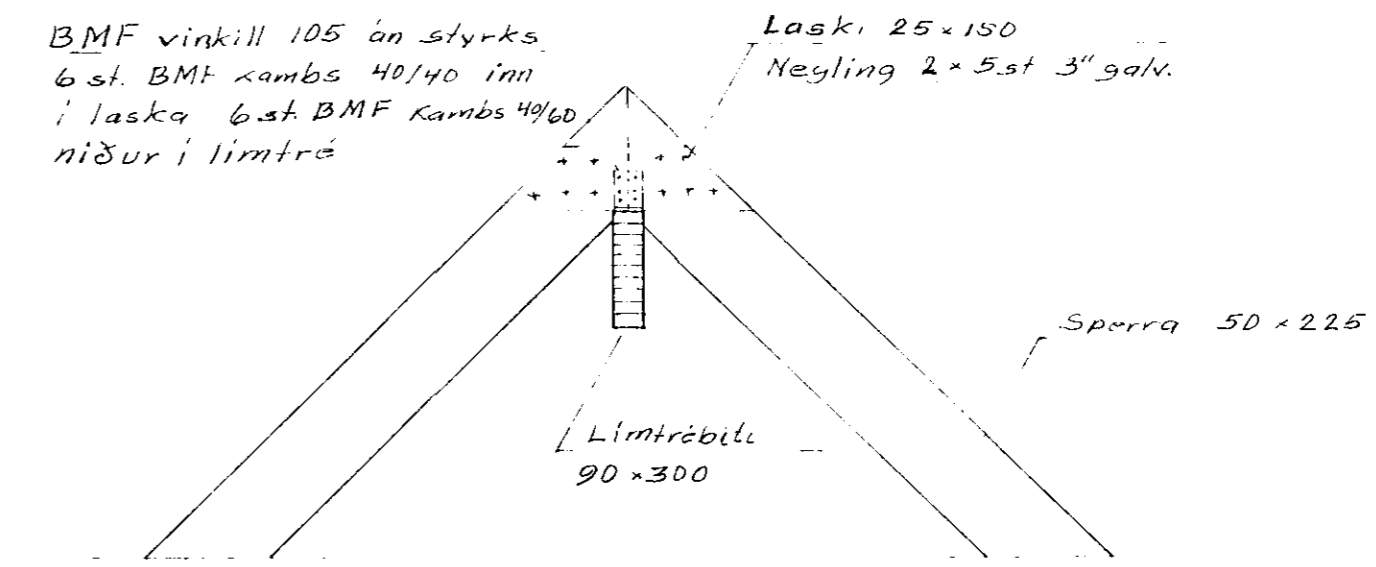 BMF vinkill 105 án styrks
6 st. BMF Kambs 40/40 inn
í laska 6 st. BMF Kambs 40/60
niður í límtré
Laski 25 x 150
Negling 2 x 5 st 3" galv.
Sperra 50 x 225
Límtrébiti
90 x 300